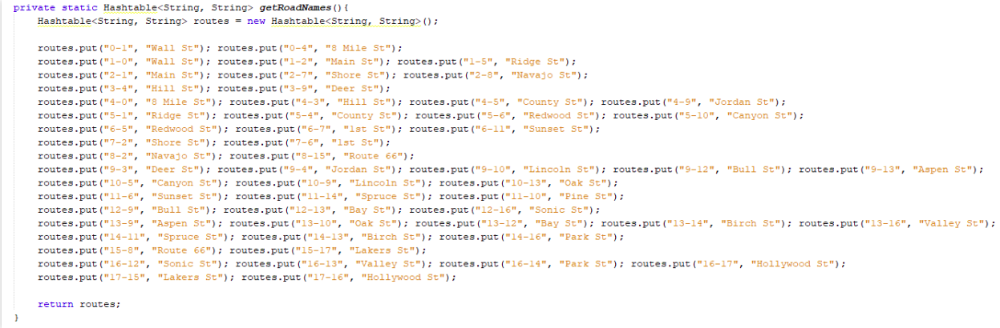 private static Hashtable<String, String> getRoadNames(){
    Hashtable<String, String> routes = new Hashtable<String, String>();

    routes.put("0-1", "Wall St"); routes.put("0-4", "8 Mile St");
    routes.put("1-0", "Wall St"); routes.put("1-2", "Main St"); routes.put("1-5", "Ridge St");
    routes.put("2-1", "Main St"); routes.put("2-7", "Shore St"); routes.put("2-8", "Navajo St");
    routes.put("3-4", "Hill St"); routes.put("3-9", "Deer St");
    routes.put("4-0", "8 Mile St"); routes.put("4-3", "Hill St"); routes.put("4-5", "County St"); routes.put("4-9", "Jordan St");
    routes.put("5-1", "Ridge St"); routes.put("5-4", "County St"); routes.put("5-6", "Redwood St"); routes.put("5-10", "Canyon St");
    routes.put("6-5", "Redwood St"); routes.put("6-7", "1st St"); routes.put("6-11", "Sunset St");
    routes.put("7-2", "Shore St"); routes.put("7-6", "1st St");
    routes.put("8-2", "Navajo St"); routes.put("8-15", "Route 66");
    routes.put("9-3", "Deer St"); routes.put("9-4", "Jordan St"); routes.put("9-10", "Lincoln St"); routes.put("9-12", "Bull St"); routes.put("9-13", "Aspen St");
    routes.put("10-5", "Canyon St"); routes.put("10-9", "Lincoln St"); routes.put("10-13", "Oak St");
    routes.put("11-6", "Sunset St"); routes.put("11-14", "Spruce St"); routes.put("11-10", "Pine St");
    routes.put("12-9", "Bull St"); routes.put("12-13", "Bay St"); routes.put("12-16", "Sonic St");
    routes.put("13-9", "Aspen St"); routes.put("13-10", "Oak St"); routes.put("13-12", "Bay St"); routes.put("13-14", "Birch St"); routes.put("13-16", "Valley St");
    routes.put("14-11", "Spruce St"); routes.put("14-13", "Birch St"); routes.put("14-16", "Park St");
    routes.put("15-8", "Route 66"); routes.put("15-17", "Lakers St");
    routes.put("16-12", "Sonic St"); routes.put("16-13", "Valley St"); routes.put("16-14", "Park St"); routes.put("16-17", "Hollywood St");
    routes.put("17-15", "Lakers St"); routes.put("17-16", "Hollywood St");

    return routes;
}